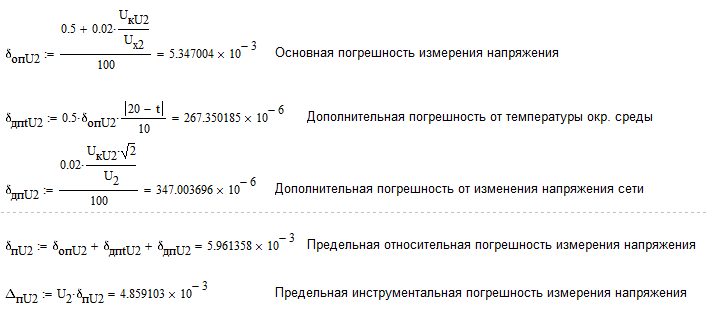 δопU2 := (0.5 + 0.02·UкU2/Ux2)/100 = 5.347004 × 10⁻³ Основная погрешность измерения напряжения
δдптU2 := 0.5·δопU2·|20 − t|/10 = 267.350185 × 10⁻⁶ Дополнительная погрешность от температуры окр. среды
δдпU2 := (0.02·UкU2·√2/U2)/100 = 347.003696 × 10⁻⁶ Дополнительная погрешность от изменения напряжения сети
δпU2 := δопU2 + δдптU2 + δдпU2 = 5.961358 × 10⁻³ Предельная относительная погрешность измерения напряжения
ΔпU2 := U2·δпU2 = 4.859103 × 10⁻³ Предельная инструментальная погрешность измерения напряжения